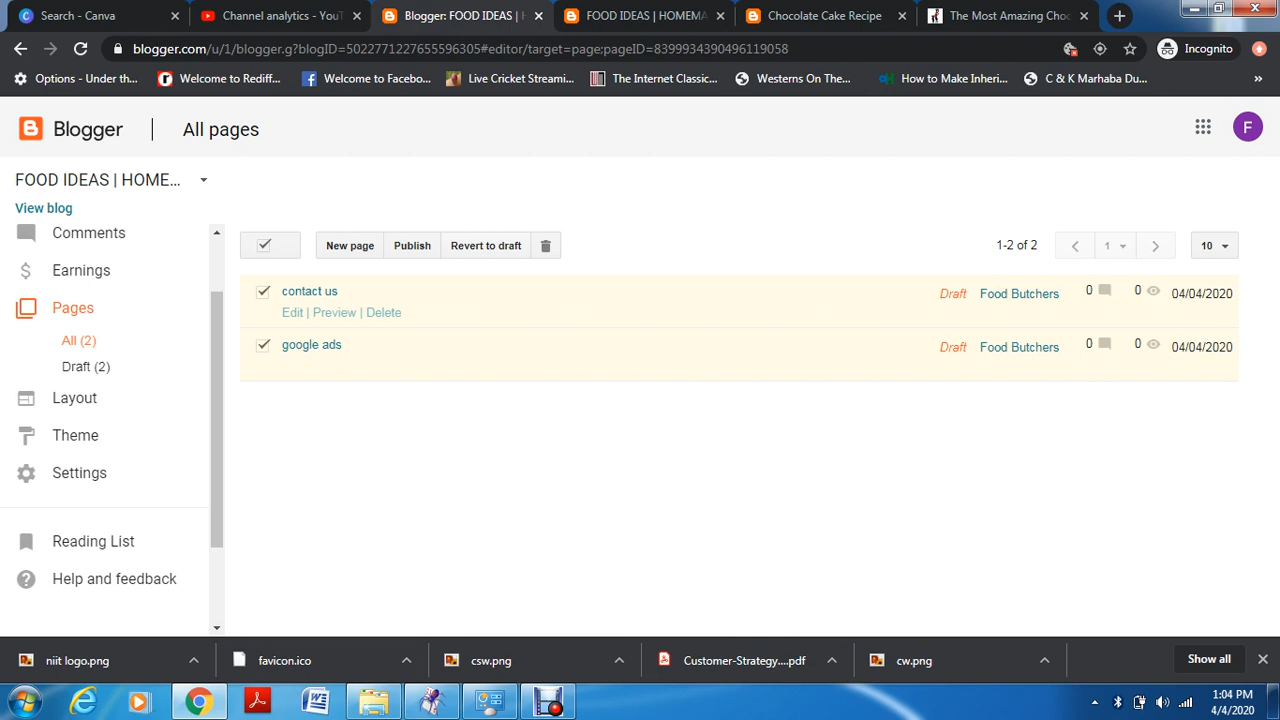 Search - Canva
Channel analytics - YouT
Blogger: FOOD IDEAS |
FOOD IDEAS | HOMEMA
Chocolate Cake Recipe
The Most Amazing Cho
blogger.com/u/1/blogger.g?blogID=5022771227655596305#editor/target=page;pageID=8399934390496119058
Incognito
Options - Under th...
Welcome to Rediff...
Welcome to Facebo...
Live Cricket Streami...
The Internet Classic...
Westerns On The...
How to Make Inheri...
C & K Marhaba Du...
»
Blogger
All pages
F
FOOD IDEAS | HOME...
View blog
Comments
Earnings
Pages
All (2)
Draft (2)
Layout
Theme
Settings
Reading List
Help and feedback
New page
Publish
Revert to draft
1-2 of 2
1
10
contact us
Draft
Food Butchers
0
0
04/04/2020
Edit | Preview | Delete
google ads
Draft
Food Butchers
0
0
04/04/2020
niit logo.png
favicon.ico
csw.png
Customer-Strategy....pdf
cw.png
Show all
1:04 PM
4/4/2020